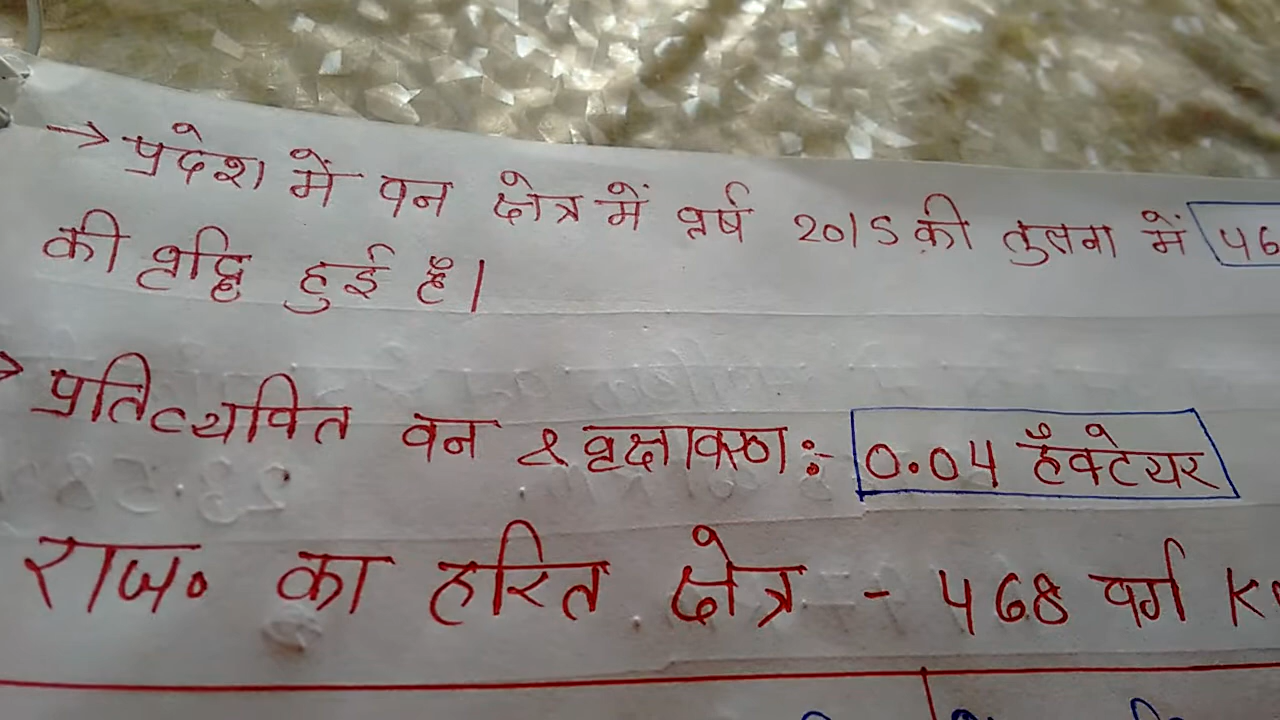 → प्रदेश में वन क्षेत्र में वर्ष 2015 की तुलना में 46
की वृद्धि हुई है।
→ प्रतिव्यक्ति वन & वृक्षावरण :- 0.04 हैक्टेयर
राज० का हरित क्षेत्र - 468 वर्ग K